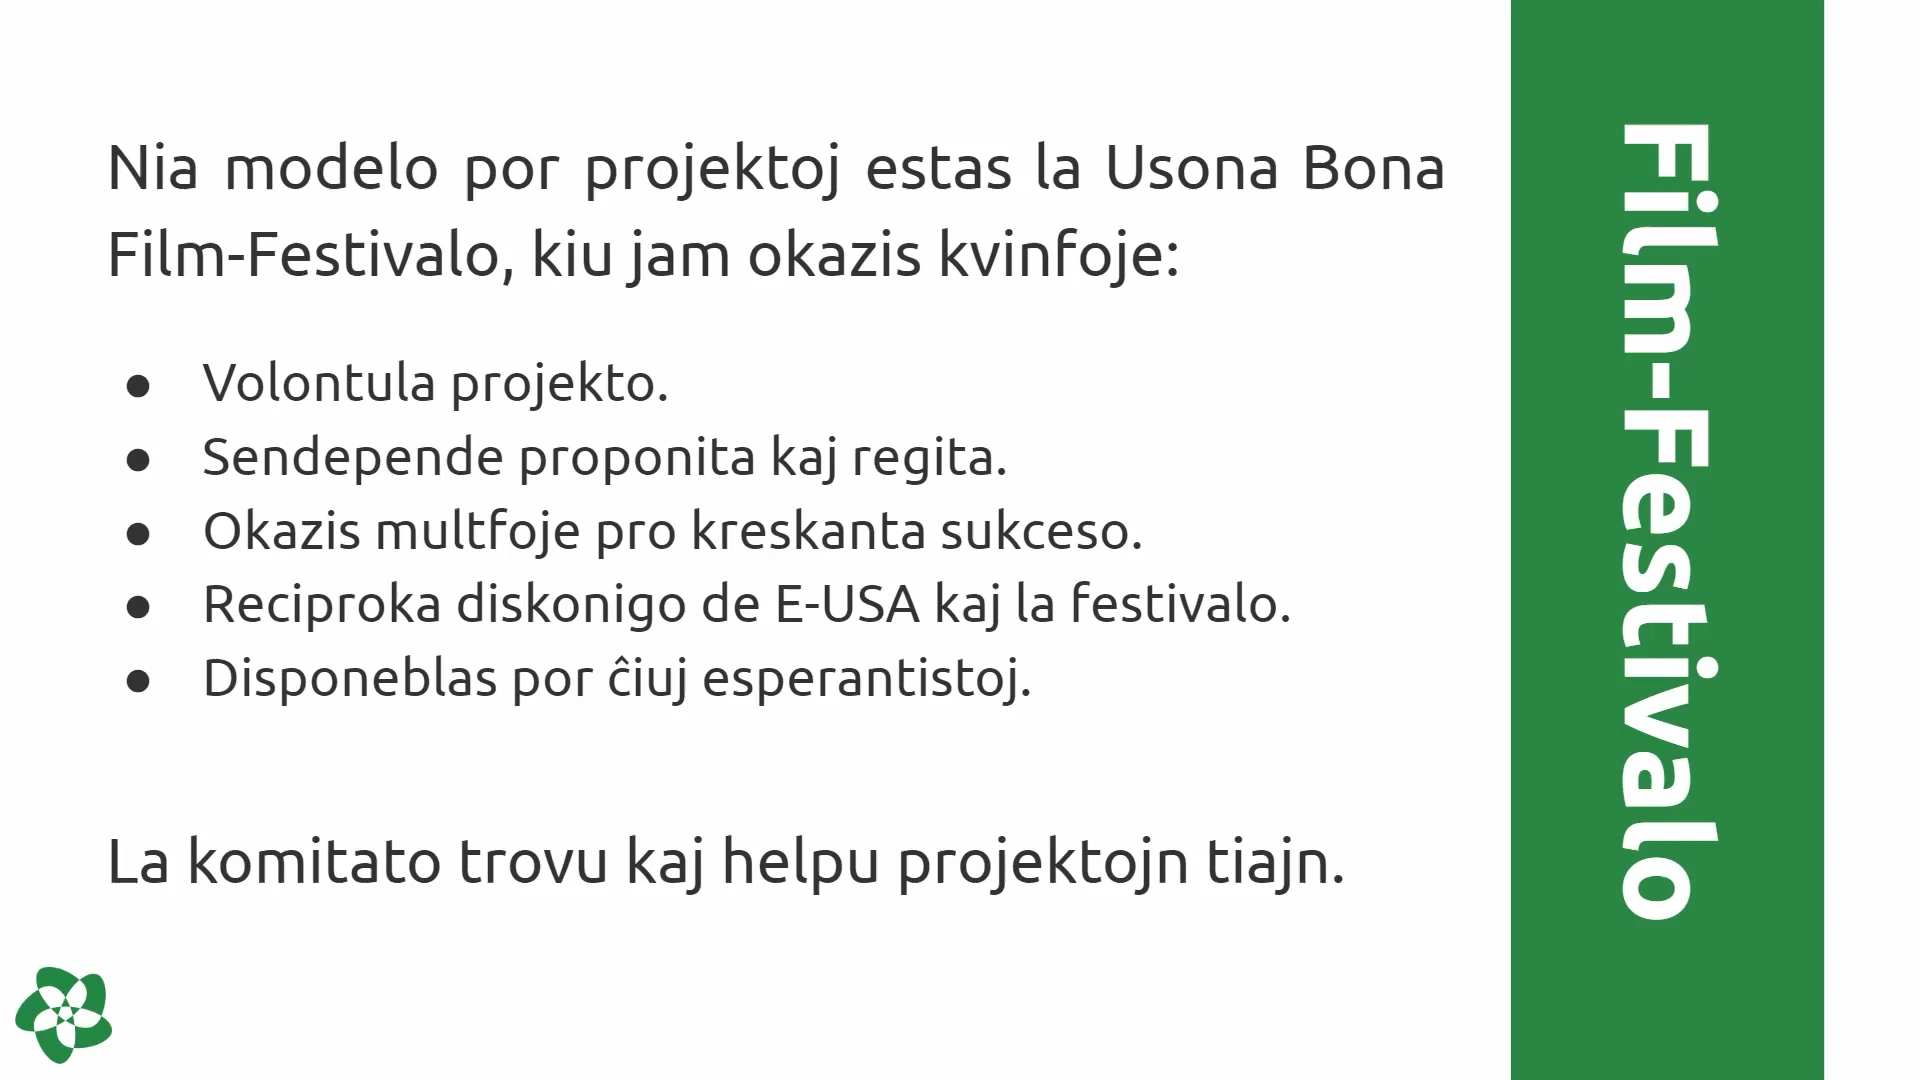 Nia modelo por projektoj estas la Usona Bona
Film-Festivalo, kiu jam okazis kvinfoje:
● Volontula projekto.
● Sendepende proponita kaj regita.
● Okazis multfoje pro kreskanta sukceso.
● Reciproka diskonigo de E-USA kaj la festivalo.
● Disponeblas por ĉiuj esperantistoj.
La komitato trovu kaj helpu projektojn tiajn.
Film-Festivalo